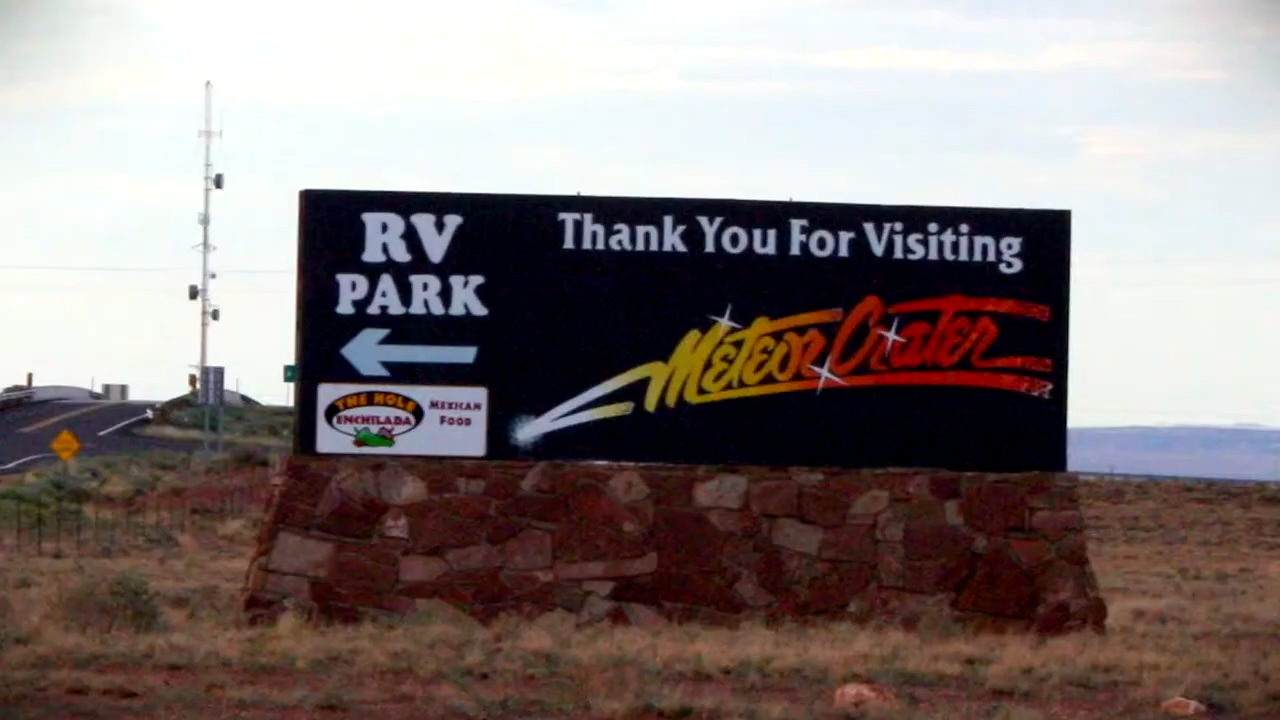 RV
PARK
THE HOLE
ENCHILADA
MEXICAN
FOOD
Thank You For Visiting
Meteor Crater